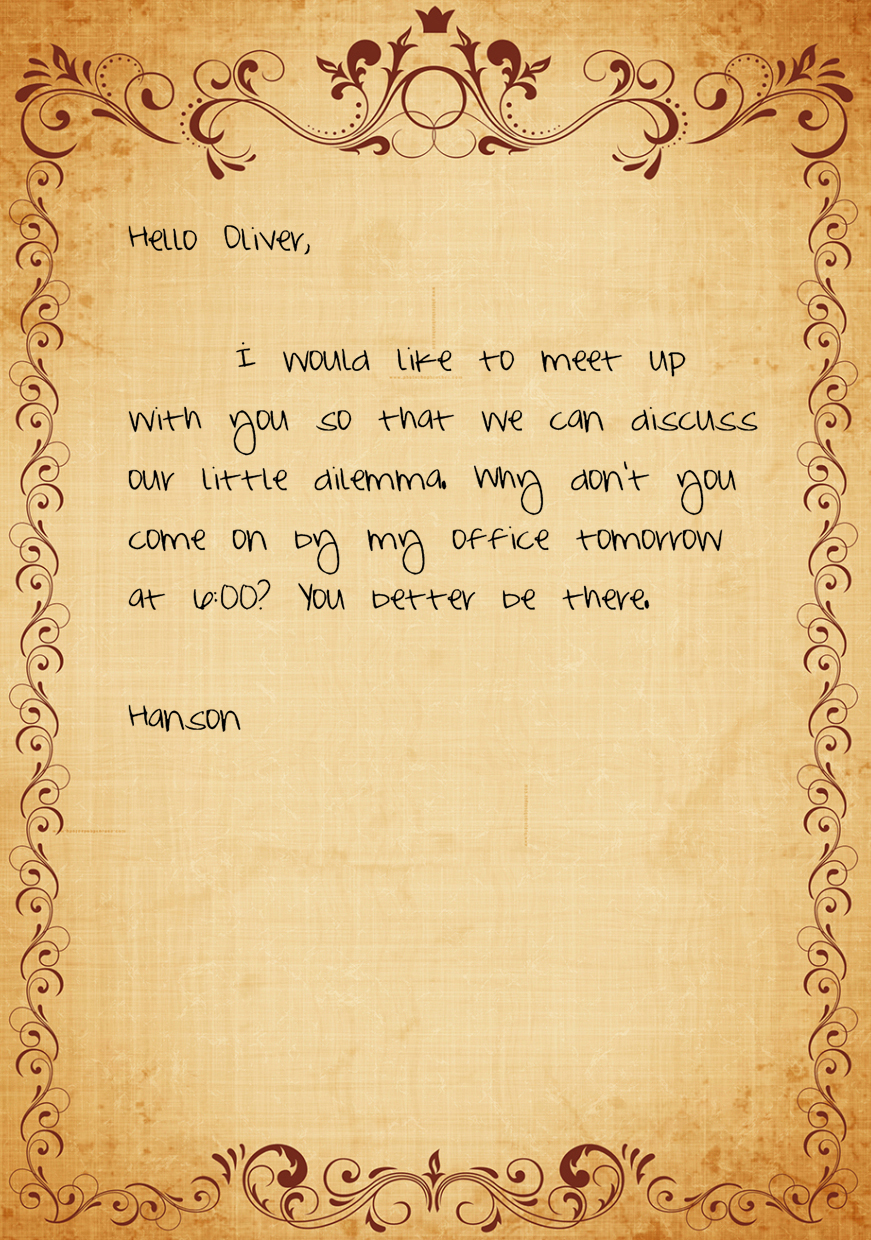 Hello Oliver,
I would like to meet up
with you so that we can discuss
our little dilemma. Why don't you
come on by my office tomorrow
at 6:00? You better be there.
Hanson